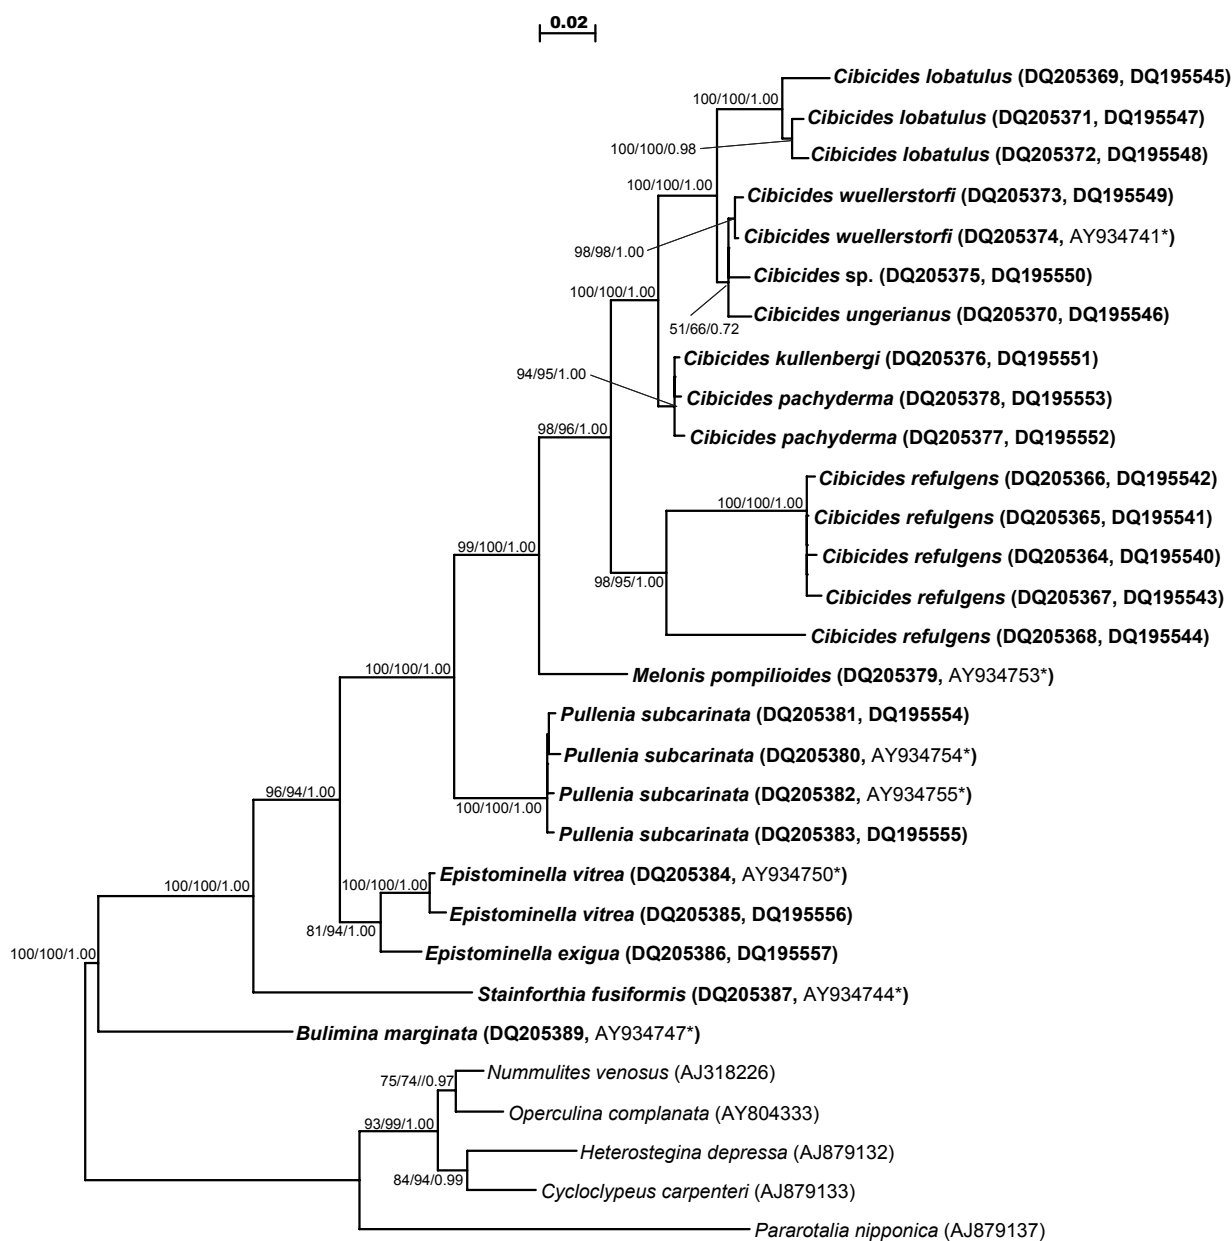 0.02
Cibicides lobatulus (DQ205369, DQ195545)
100/100/1.00
Cibicides lobatulus (DQ205371, DQ195547)
100/100/0.98
Cibicides lobatulus (DQ205372, DQ195548)
100/100/1.00
Cibicides wuellerstorfi (DQ205373, DQ195549)
Cibicides wuellerstorfi (DQ205374, AY934741*)
98/98/1.00
Cibicides sp. (DQ205375, DQ195550)
100/100/1.00
Cibicides ungerianus (DQ205370, DQ195546)
51/66/0.72
Cibicides kullenbergi (DQ205376, DQ195551)
94/95/1.00
Cibicides pachyderma (DQ205378, DQ195553)
98/96/1.00
Cibicides pachyderma (DQ205377, DQ195552)
Cibicides refulgens (DQ205366, DQ195542)
100/100/1.00
Cibicides refulgens (DQ205365, DQ195541)
99/100/1.00
Cibicides refulgens (DQ205364, DQ195540)
98/95/1.00
Cibicides refulgens (DQ205367, DQ195543)
Cibicides refulgens (DQ205368, DQ195544)
100/100/1.00
Melonis pompilioides (DQ205379, AY934753*)
Pullenia subcarinata (DQ205381, DQ195554)
Pullenia subcarinata (DQ205380, AY934754*)
96/94/1.00
Pullenia subcarinata (DQ205382, AY934755*)
100/100/1.00
Pullenia subcarinata (DQ205383, DQ195555)
Epistominella vitrea (DQ205384, AY934750*)
100/100/1.00
100/100/1.00
Epistominella vitrea (DQ205385, DQ195556)
81/94/1.00
Epistominella exigua (DQ205386, DQ195557)
100/100/1.00
Stainforthia fusiformis (DQ205387, AY934744*)
Bulimina marginata (DQ205389, AY934747*)
Nummulites venosus (AJ318226)
75/74//0.97
Operculina complanata (AY804333)
93/99/1.00
Heterostegina depressa (AJ879132)
84/94/0.99
Cycloclypeus carpenteri (AJ879133)
Pararotalia nipponica (AJ879137)